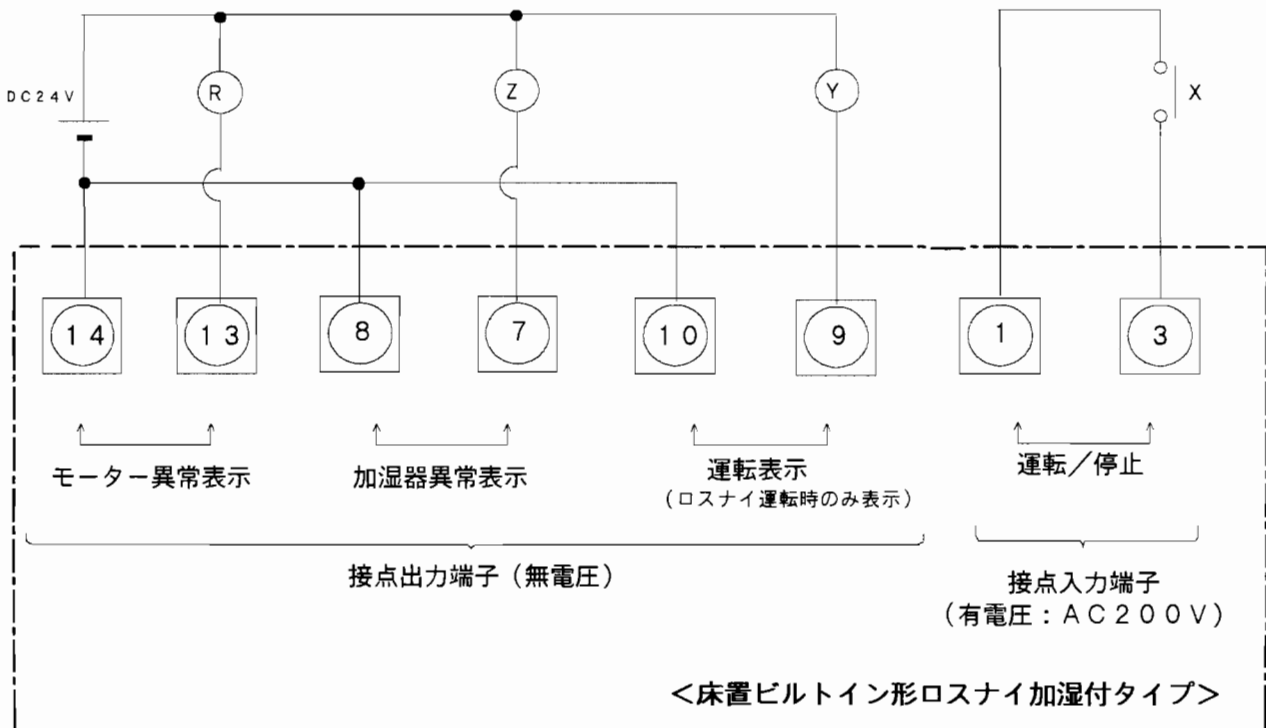 DC24V
R
Z
Y
X
14
13
8
7
10
9
1
3
モーター異常表示
加湿器異常表示
運転表示
(ロスナイ運転時のみ表示)
運転/停止
接点出力端子(無電圧)
接点入力端子
(有電圧:AC200V)
<床置ビルトイン形ロスナイ加湿付タイプ>